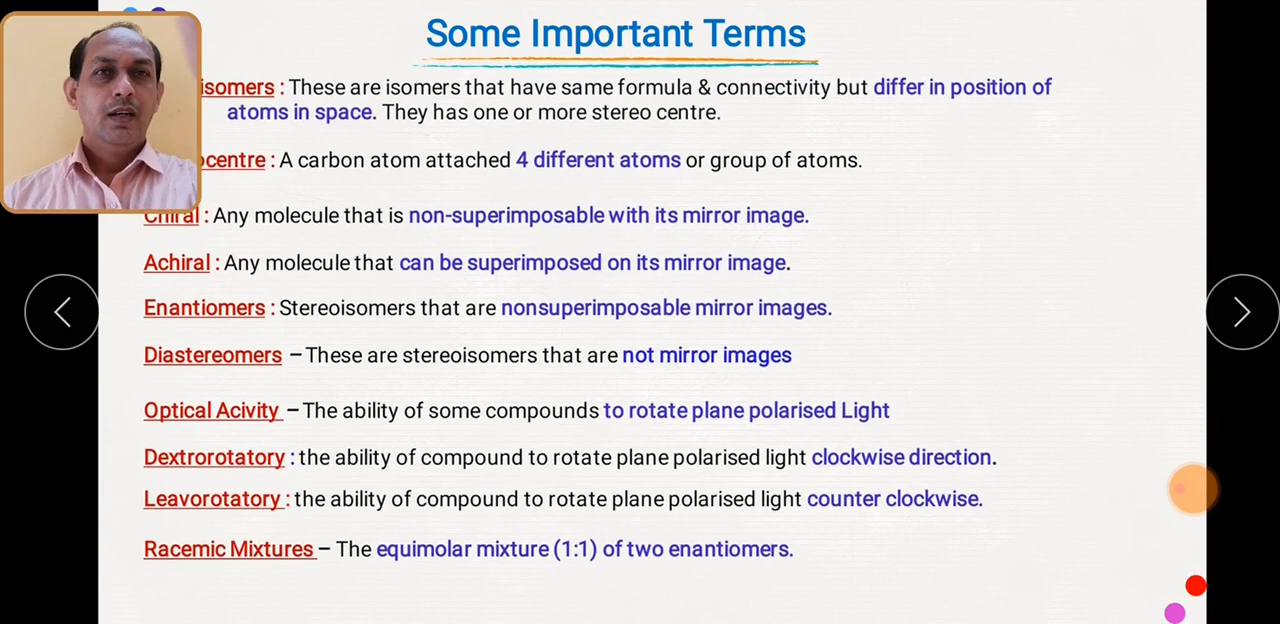 Some Important Terms
isomers : These are isomers that have same formula & connectivity but differ in position of
atoms in space. They has one or more stereo centre.
ocentre : A carbon atom attached 4 different atoms or group of atoms.
Chiral : Any molecule that is non-superimposable with its mirror image.
Achiral : Any molecule that can be superimposed on its mirror image.
Enantiomers : Stereoisomers that are nonsuperimposable mirror images.
Diastereomers – These are stereoisomers that are not mirror images
Optical Acivity – The ability of some compounds to rotate plane polarised Light
Dextrorotatory : the ability of compound to rotate plane polarised light clockwise direction.
Leavorotatory : the ability of compound to rotate plane polarised light counter clockwise.
Racemic Mixtures – The equimolar mixture (1:1) of two enantiomers.